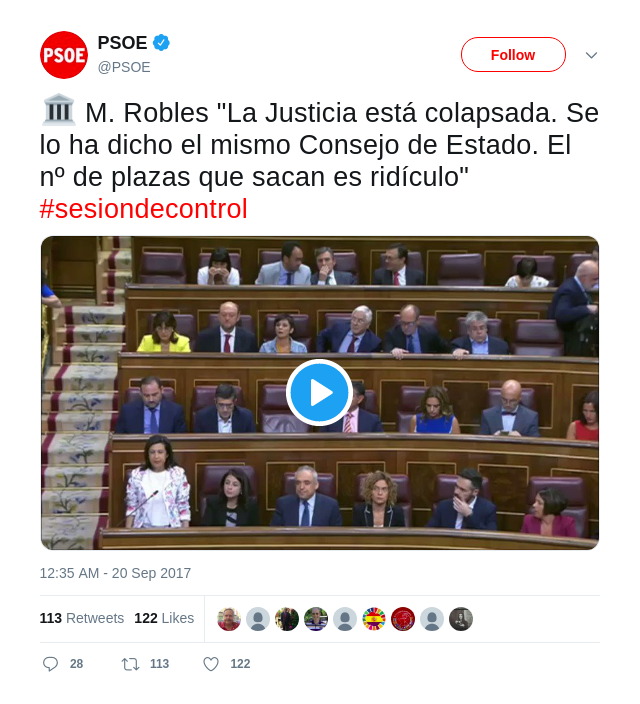 PSOE
PSOE
@PSOE
Follow
M. Robles "La Justicia está colapsada. Se
lo ha dicho el mismo Consejo de Estado. El
nº de plazas que sacan es ridículo"
#sesiondecontrol
12:35 AM - 20 Sep 2017
113 Retweets 122 Likes
28 113 122